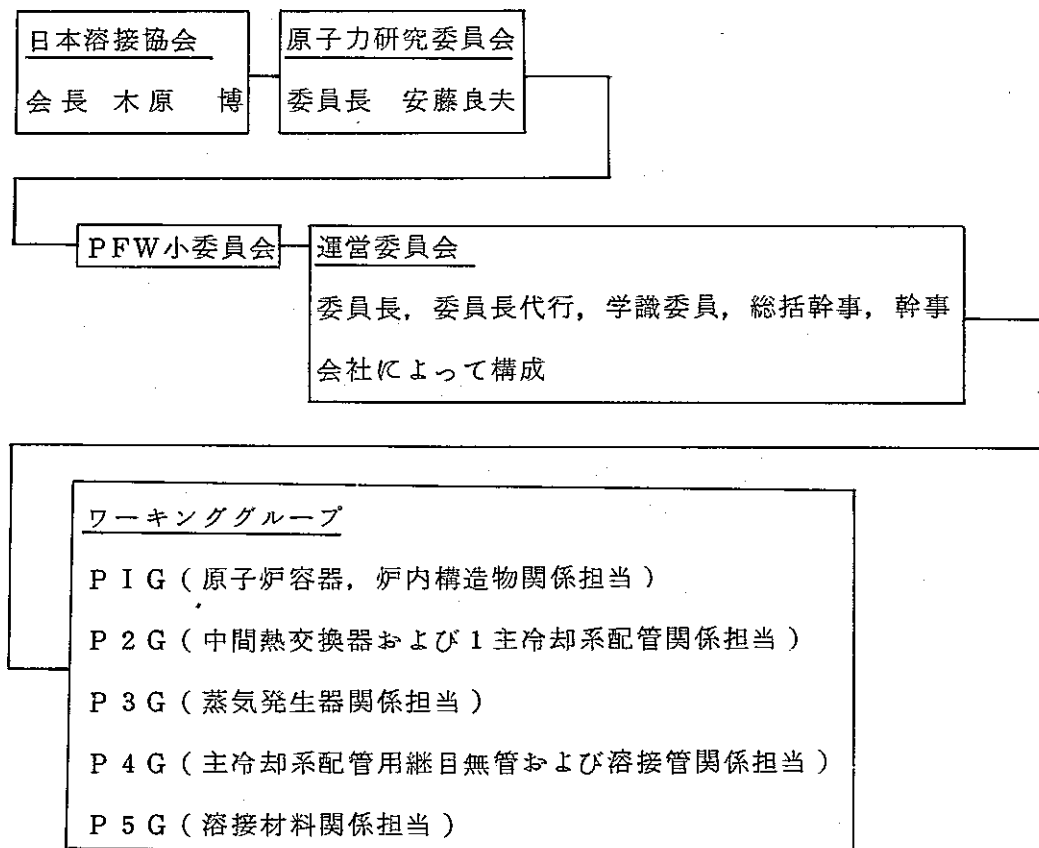 日本溶接協会
会長 木原 博
原子力研究委員会
委員長 安藤良夫
PFW小委員会
運営委員会
委員長，委員長代行，学識委員，総括幹事，幹事
会社によって構成
ワーキンググループ
PIG（原子炉容器，炉内構造物関係担当）
P2G（中間熱交換器および1主冷却系配管関係担当）
P3G（蒸気発生器関係担当）
P4G（主冷却系配管用継目無管および溶接管関係担当）
P5G（溶接材料関係担当）